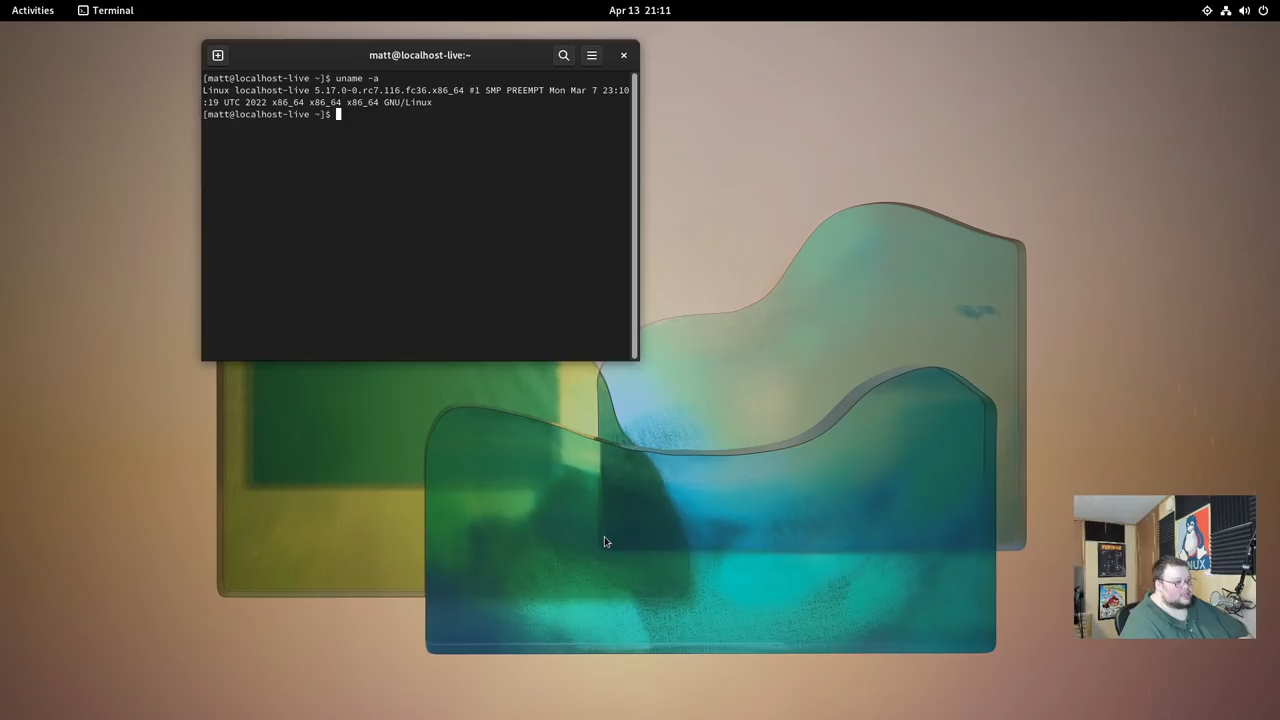 Activities
Terminal
Apr 13 21:11
matt@localhost-live:~
[matt@localhost-live ~]$ uname -a
Linux localhost-live 5.17.0-0.rc7.116.fc36.x86_64 #1 SMP PREEMPT Mon Mar 7 23:10
:19 UTC 2022 x86_64 x86_64 x86_64 GNU/Linux
[matt@localhost-live ~]$